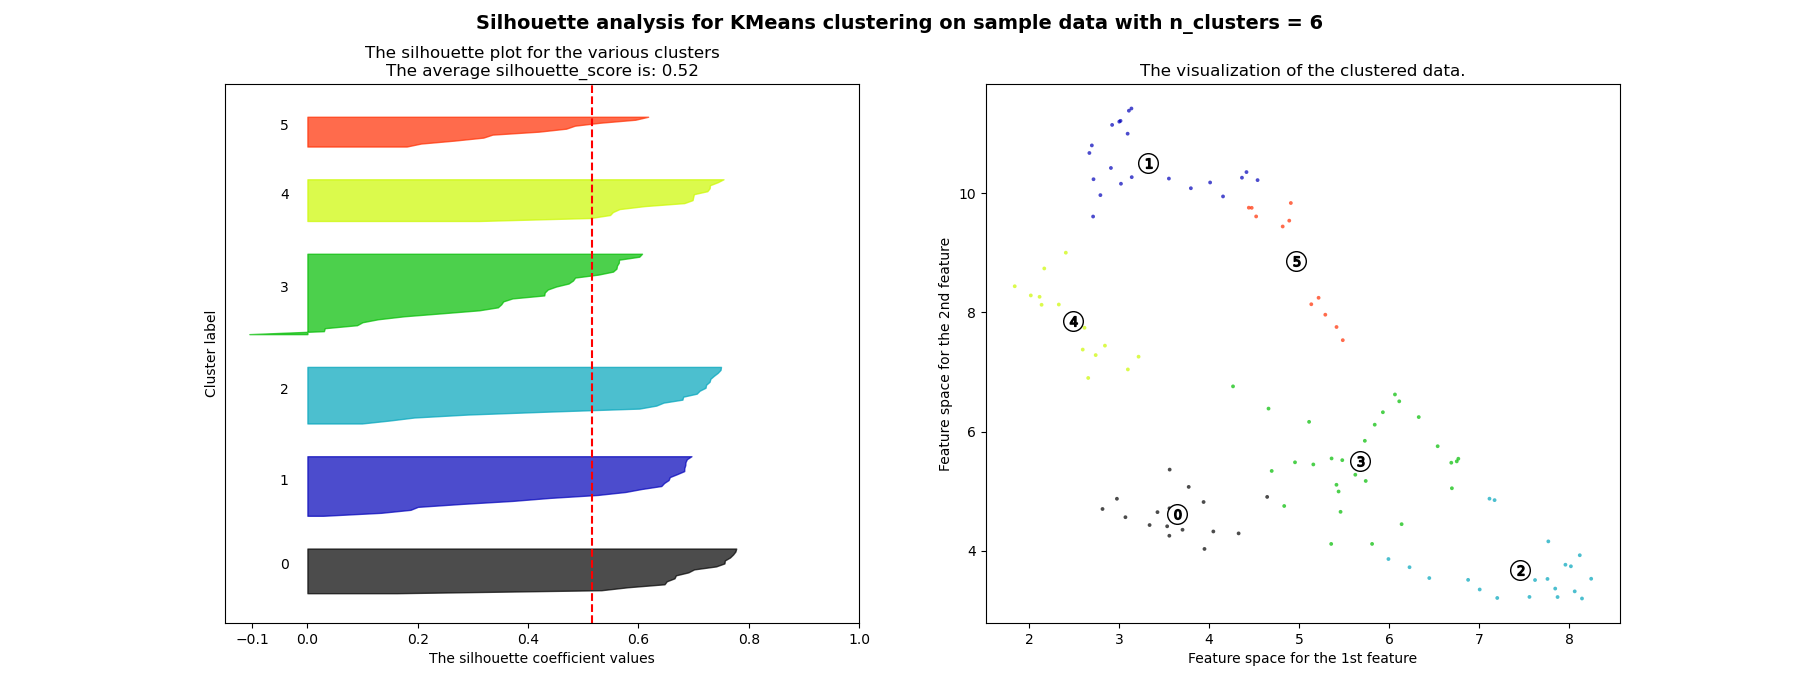 Silhouette analysis for KMeans clustering on sample data with n_clusters = 6
The silhouette plot for the various clusters
The average silhouette_score is: 0.52
Cluster label
5
4
3
2
1
0
−0.1 0.0 0.2 0.4 0.6 0.8 1.0
The silhouette coefficient values
The visualization of the clustered data.
Feature space for the 2nd feature
10
8
6
4
1
5
4
3
0
2
2 3 4 5 6 7 8
Feature space for the 1st feature